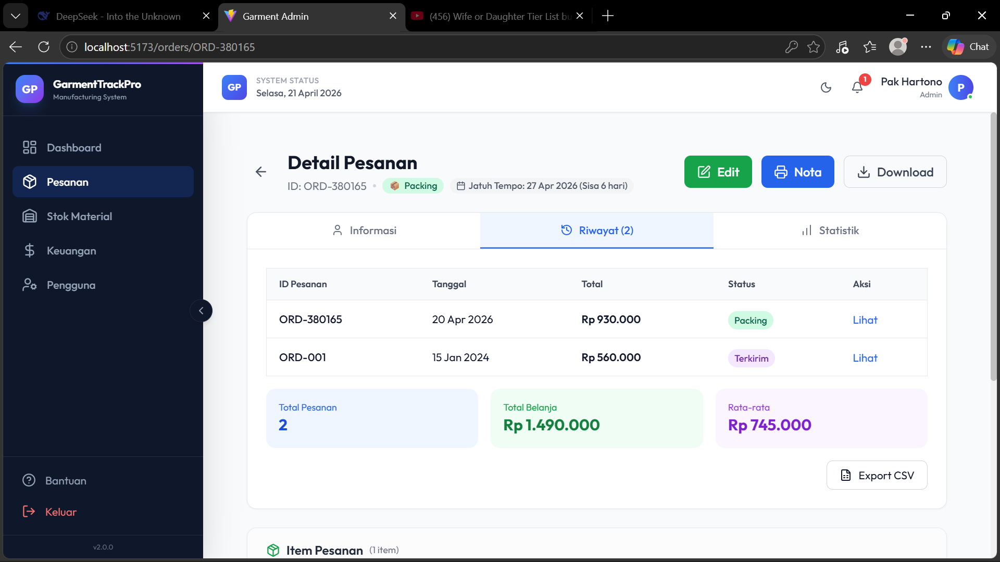 DeepSeek - Into the Unknown
Garment Admin
(456) Wife or Daughter Tier List bu
localhost:5173/orders/ORD-380165
Chat
GP
GarmentTrackPro
Manufacturing System
GP
SYSTEM STATUS
Selasa, 21 April 2026
1
Pak Hartono
Admin
P
Dashboard
Pesanan
Stok Material
Keuangan
Pengguna
Bantuan
Keluar
v2.0.0
Detail Pesanan
ID: ORD-380165 • Packing Jatuh Tempo: 27 Apr 2026 (Sisa 6 hari)
Edit
Nota
Download
Informasi
Riwayat (2)
Statistik
ID Pesanan Tanggal Total Status Aksi
ORD-380165 20 Apr 2026 Rp 930.000 Packing Lihat
ORD-001 15 Jan 2024 Rp 560.000 Terkirim Lihat
Total Pesanan
2
Total Belanja
Rp 1.490.000
Rata-rata
Rp 745.000
Export CSV
Item Pesanan (1 item)